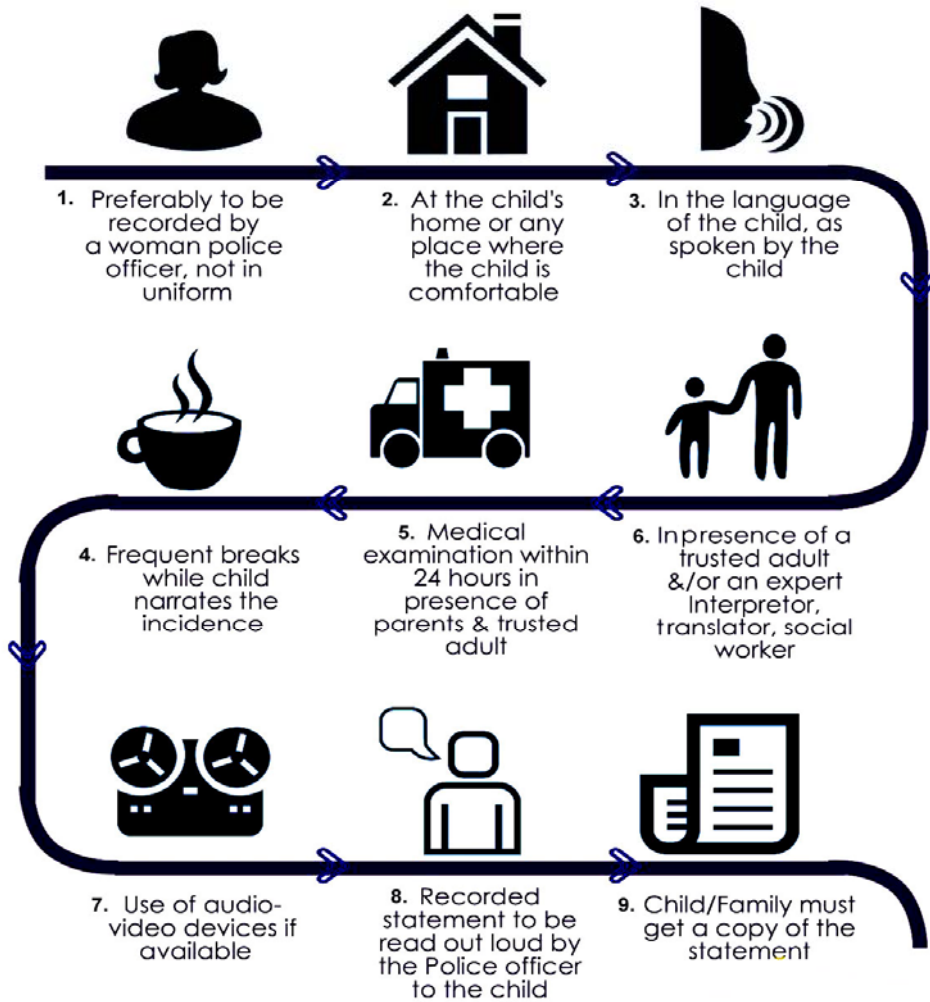 1. Preferably to be
recorded by
a woman police
officer, not in
uniform
2. At the child's
home or any
place where
the child is
comfortable
3. In the language
of the child, as
spoken by the
child
4. Frequent breaks
while child
narrates the
incidence
5. Medical
examination within
24 hours in
presence of
parents & trusted
adult
6. In presence of a
trusted adult
&/or an expert
Interpretor,
translator, social
worker
7. Use of audio-
video devices if
available
8. Recorded
statement to be
read out loud by
the Police officer
to the child
9. Child/Family must
get a copy of the
statement